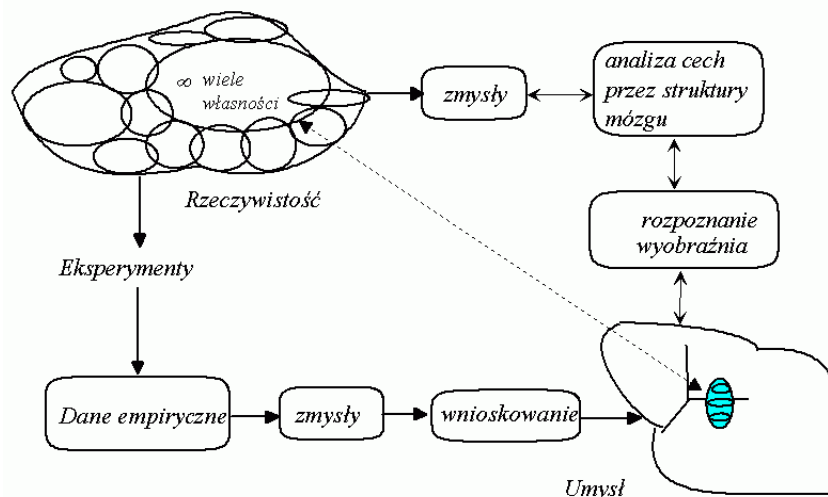 ∞ wiele
własności
zmysły
analiza cech
przez struktury
mózgu
Rzeczywistość
rozpoznanie
wyobraźnia
Eksperymenty
Dane empiryczne
zmysły
wnioskowanie
Umysł